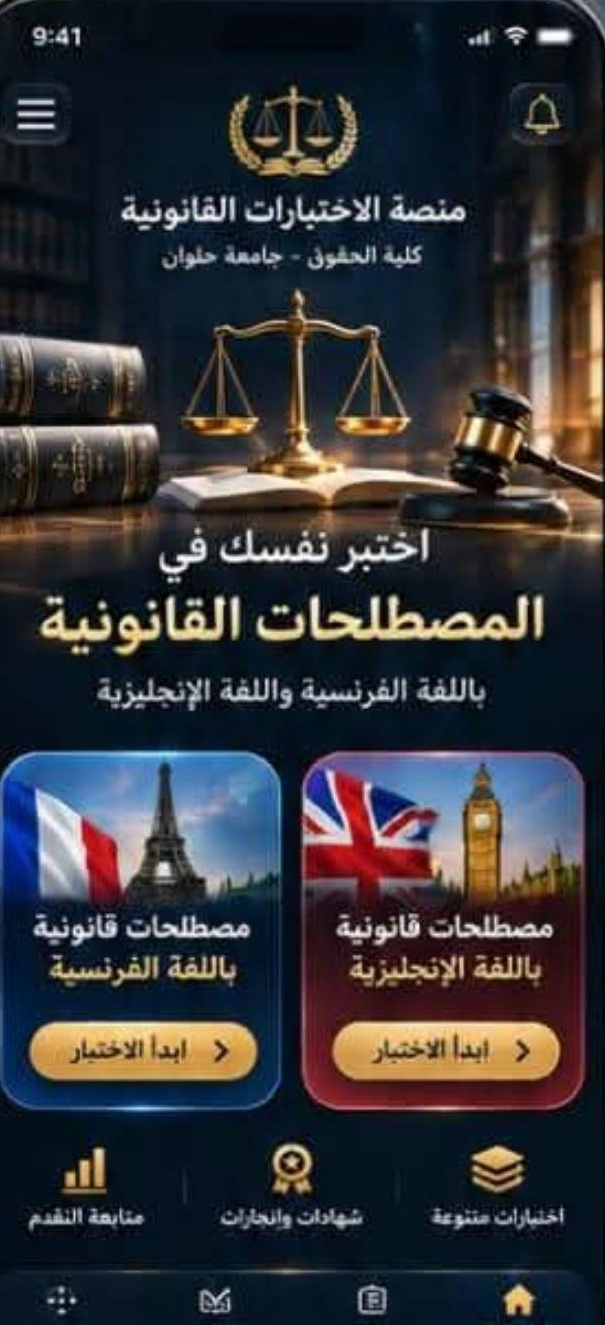 9:41
منصة الاختبارات القانونية
كلية الحقوق - جامعة حلوان
اختبر نفسك في
المصطلحات القانونية
باللغة الفرنسية واللغة الإنجليزية
مصطلحات قانونية
باللغة الإنجليزية
ابدأ الاختبار
مصطلحات قانونية
باللغة الفرنسية
ابدأ الاختبار
اختبارات متنوعة
شهادات وانجازات
متابعة التقدم